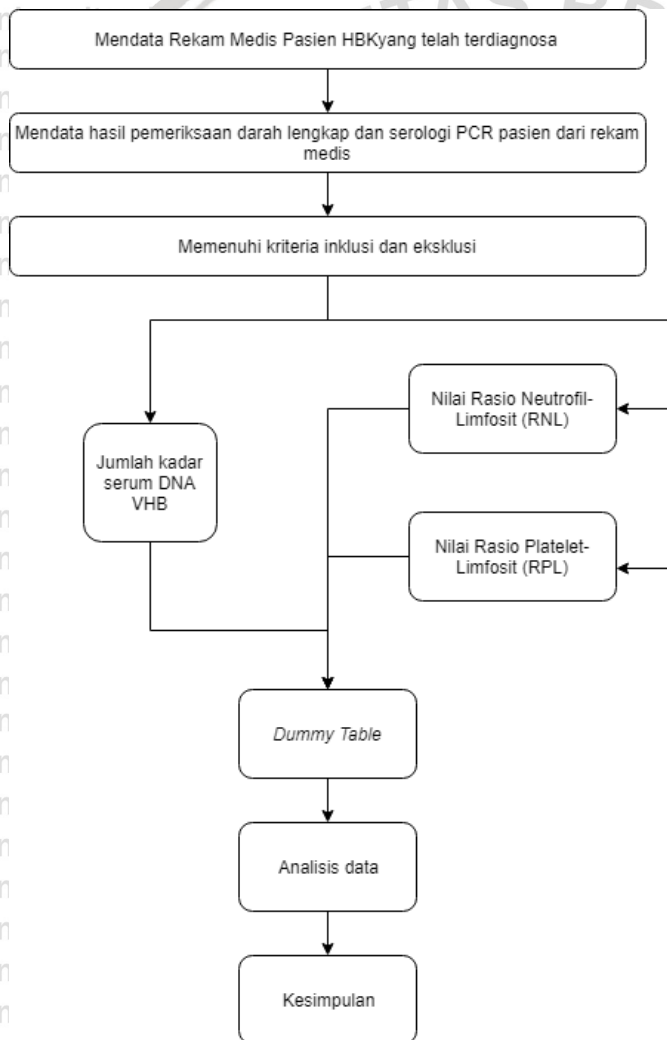 Mendata Rekam Medis Pasien HBKyang telah terdiagnosa
Mendata hasil pemeriksaan darah lengkap dan serologi PCR pasien dari rekam
medis
Memenuhi kriteria inklusi dan eksklusi
Nilai Rasio Neutrofil-
Limfosit (RNL)
Jumlah kadar
serum DNA
VHB
Nilai Rasio Platelet-
Limfosit (RPL)
Dummy Table
Analisis data
Kesimpulan